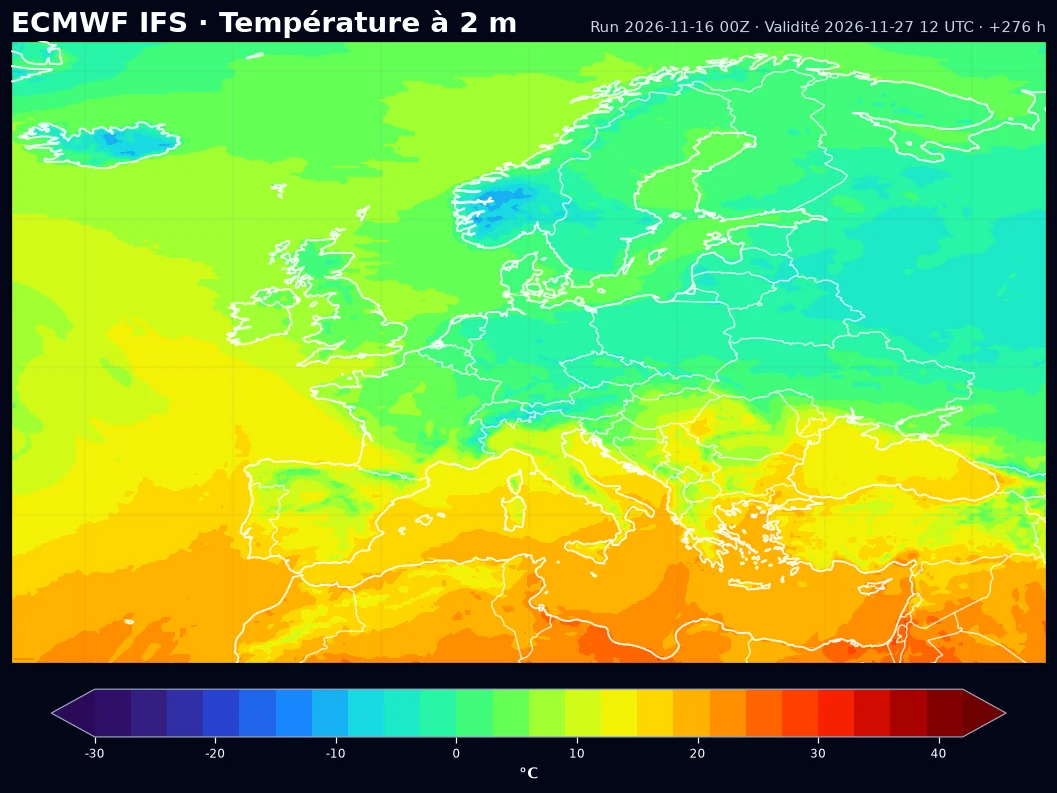 ECMWF IFS · Température à 2 m
Run 2026-11-16 00Z · Validité 2026-11-27 12 UTC · +276 h
-30 -20 -10 0 10 20 30 40
°C